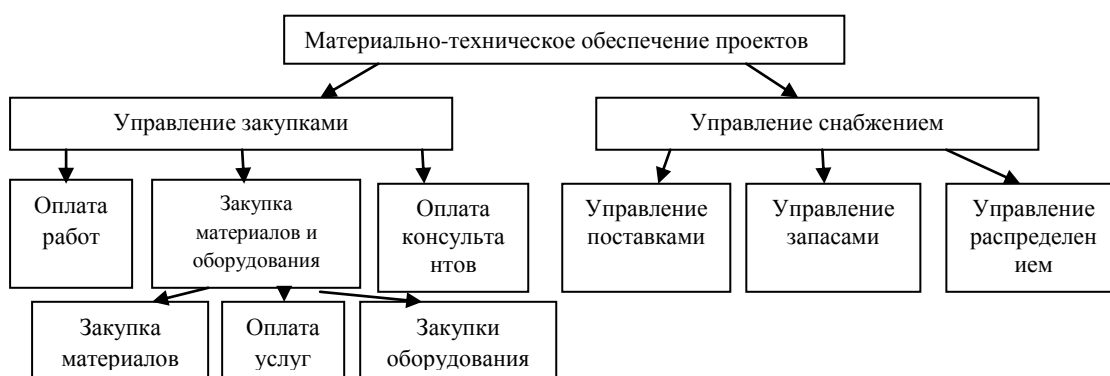 Материально-техническое обеспечение проектов
Управление закупками
Управление снабжением
Оплата
работ
Закупка
материалов и
оборудования
Оплата
консульта
нтов
Управление
поставками
Управление
запасами
Управление
распределен
ием
Закупка
материалов
Оплата
услуг
Закупки
оборудования